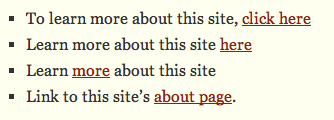 To learn more about this site, click here
Learn more about this site here
Learn more about this site
Link to this site’s about page.